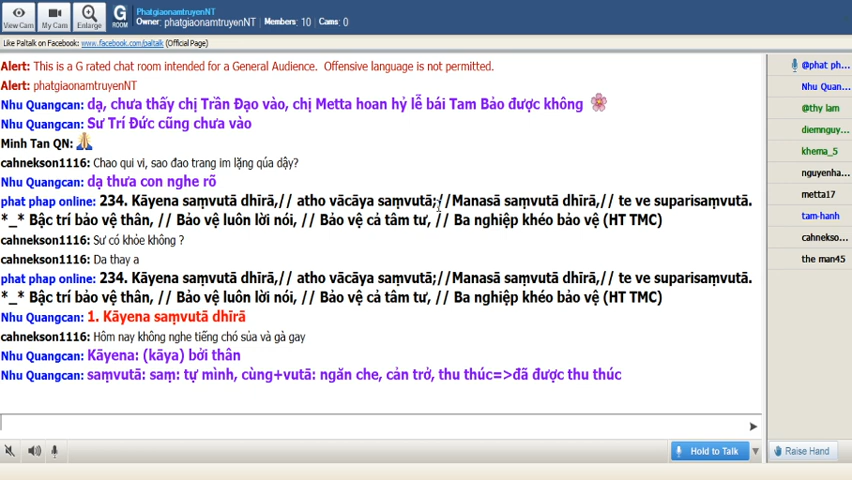 PhatgiaonamtruyenNT
Owner: phatgiaonamtruyenNT Members: 10 Cams: 0
View Cam My Cam Enlarge G ROOM
Like Paltalk on Facebook: www.facebook.com/paltalk (Official Page)
Alert: This is a G rated chat room intended for a General Audience. Offensive language is not permitted.
Alert: phatgiaonamtruyenNT
Nhu Quangcan: dạ, chưa thấy chị Trần Đạo vào, chị Metta hoan hỷ lễ bái Tam Bảo được không
Nhu Quangcan: Sư Trí Đức cũng chưa vào
Minh Tan QN:
cahnekson1116: Chao qui vi, sao đao trang im lặng qúa dậy?
Nhu Quangcan: dạ thưa con nghe rõ
phat phap online: 234. Kāyena saṃvutā dhīrā,// atho vācāya saṃvutā;//Manasā saṃvutā dhīrā,// te ve suparisaṃvutā.
*_* Bậc trí bảo vệ thân, // Bảo vệ luôn lời nói, // Bảo vệ cả tâm tư, // Ba nghiệp khéo bảo vệ (HT TMC)
cahnekson1116: Sư có khỏe không ?
cahnekson1116: Da thay a
phat phap online: 234. Kāyena saṃvutā dhīrā,// atho vācāya saṃvutā;//Manasā saṃvutā dhīrā,// te ve suparisaṃvutā.
*_* Bậc trí bảo vệ thân, // Bảo vệ luôn lời nói, // Bảo vệ cả tâm tư, // Ba nghiệp khéo bảo vệ (HT TMC)
Nhu Quangcan: 1. Kāyena saṃvutā dhīrā
cahnekson1116: Hôm nay không nghe tiếng chó sủa và gà gay
Nhu Quangcan: Kāyena: (kāya) bởi thân
Nhu Quangcan: saṃvutā: saṃ: tự mình, cùng+vutā: ngăn che, cản trở, thu thúc=>đã được thu thúc
@phat ph...
Nhu Quan...
@thy lam
diemnguy...
khema_5
nguyenha...
metta17
tam-hanh
cahnekso...
the man45
Hold to Talk
Raise Hand